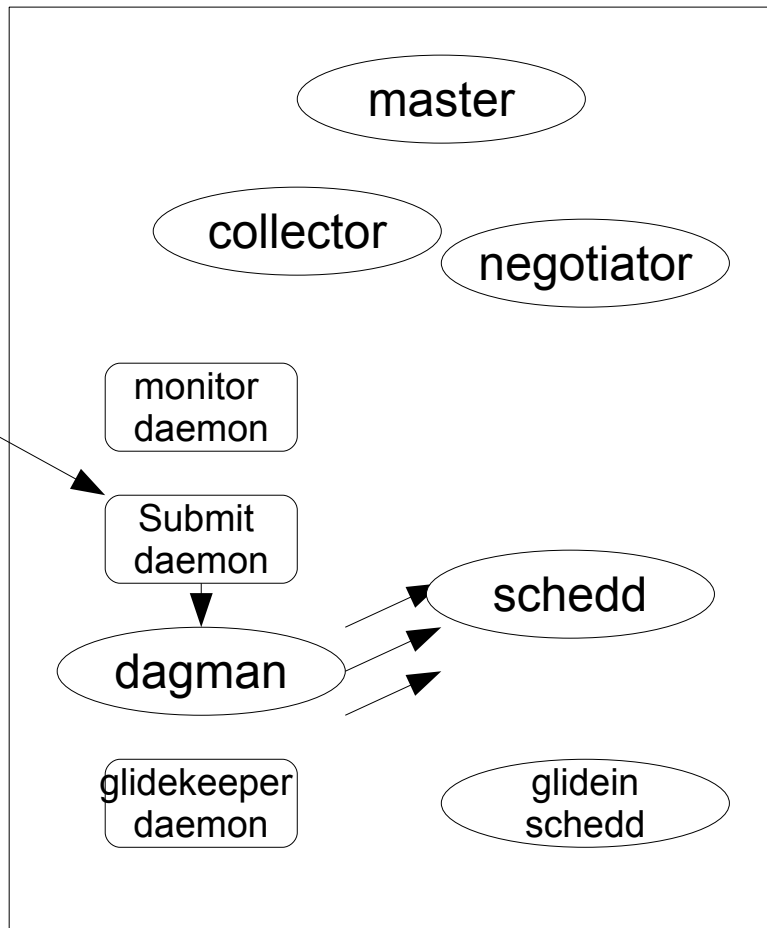 master
collector
negotiator
monitor
daemon
Submit
daemon
schedd
dagman
glidekeeper
daemon
glidein
schedd